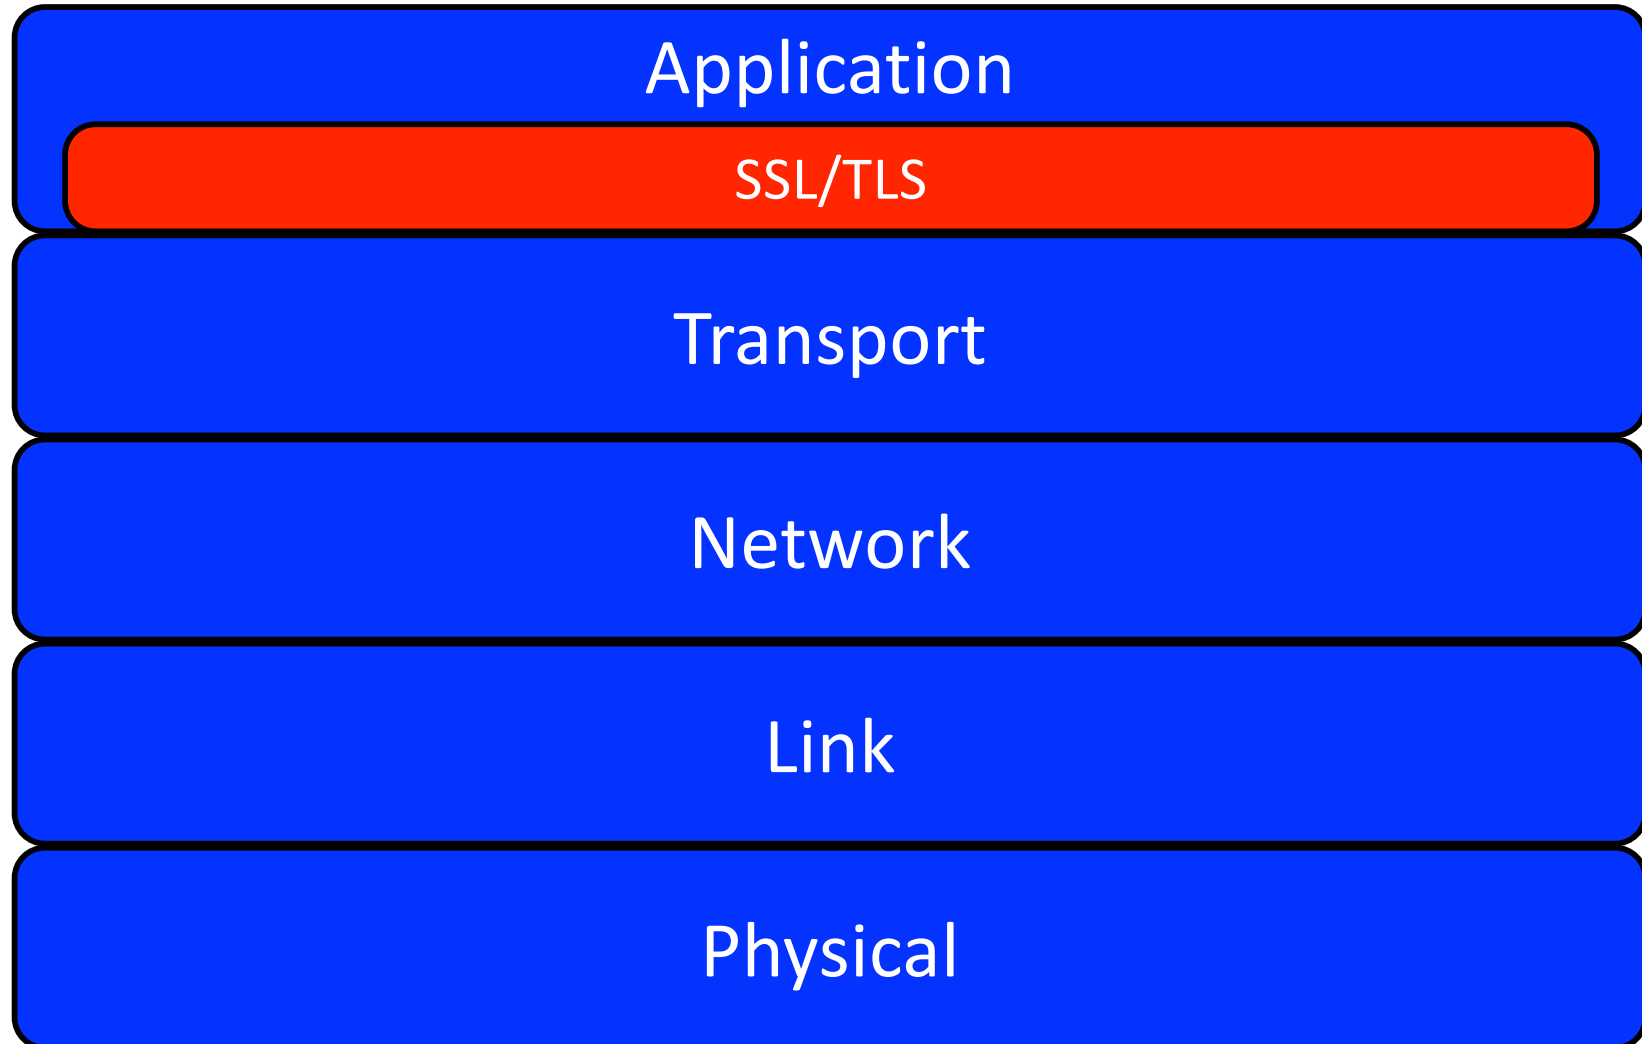 Application
SSL/TLS
Transport
Network
Link
Physical